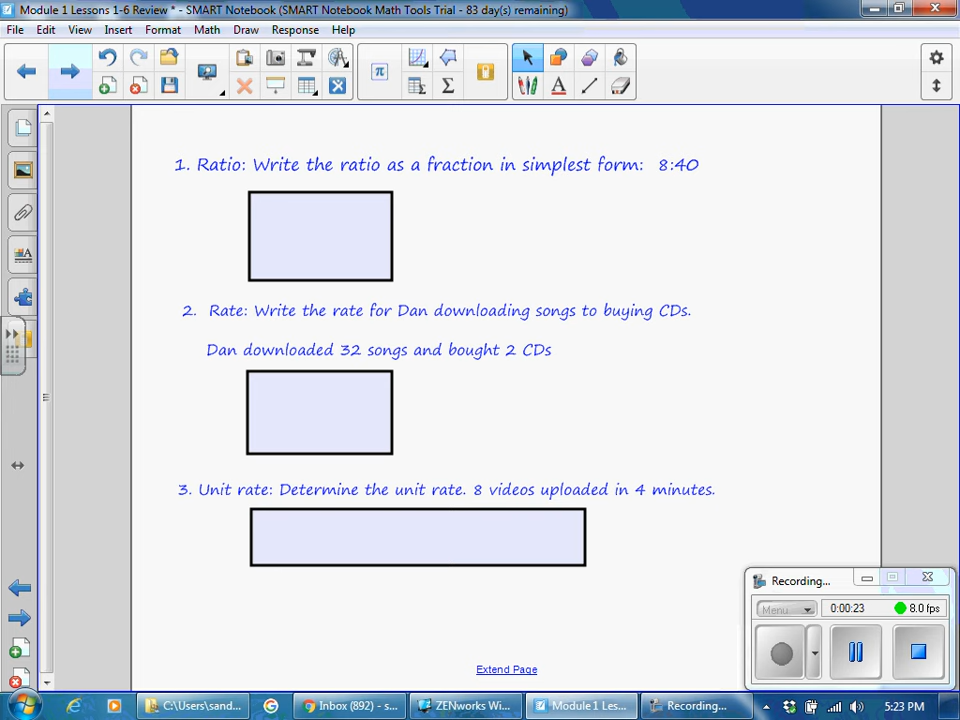 Module 1 Lessons 1-6 Review * - SMART Notebook (SMART Notebook Math Tools Trial - 83 day(s) remaining)
File Edit View Insert Format Math Draw Response Help
1. Ratio: Write the ratio as a fraction in simplest form: 8:40
2. Rate: Write the rate for Dan downloading songs to buying CDs.
Dan downloaded 32 songs and bought 2 CDs
3. Unit rate: Determine the unit rate. 8 videos uploaded in 4 minutes.
Recording...
Menu 0:00:23 8.0 fps
Extend Page
C:\Users\sand... Inbox (892) - s... ZENworks Wi... Module 1 Les... Recording... 5:23 PM